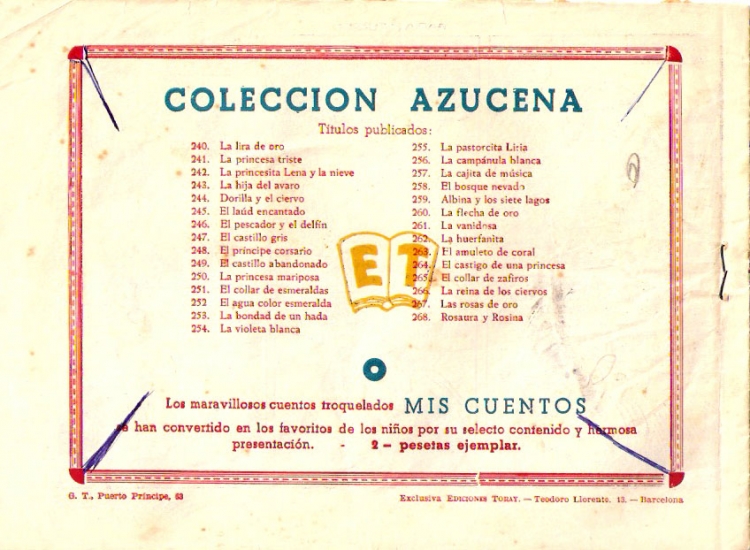 COLECCION AZUCENA
Títulos publicados:
240. La lira de oro
241. La princesa triste
242. La princesita Lena y la nieve
243. La hija del avaro
244. Dorilla y el ciervo
245. El laúd encantado
246. El pescador y el delfín
247. El castillo gris
248. El príncipe corsario
249. El castillo abandonado
250. La princesa mariposa
251. El collar de esmeraldas
252 El agua color esmeralda
253. La bondad de un hada
254. La violeta blanca
255. La pastorcita Liria
256. La campánula blanca
257. La cajita de música
258. El bosque nevado
259. Albina y los siete lagos
260. La flecha de oro
261. La vanidosa
262. La huerfanita
263. El amuleto de coral
264. El castigo de una princesa
265. El collar de zafiros
266. La reina de los ciervos
267. Las rosas de oro
268. Rosaura y Rosina
ET
Los maravillosos cuentos troquelados MIS CUENTOS
se han convertido en los favoritos de los niños por su selecto contenido y hermosa
presentación. - 2 — pesetas ejemplar.
G. T., Puerto Príncipe, 63
Exclusiva EDICIONES TORAY. — Teodoro Llorente, 13. — Barcelona